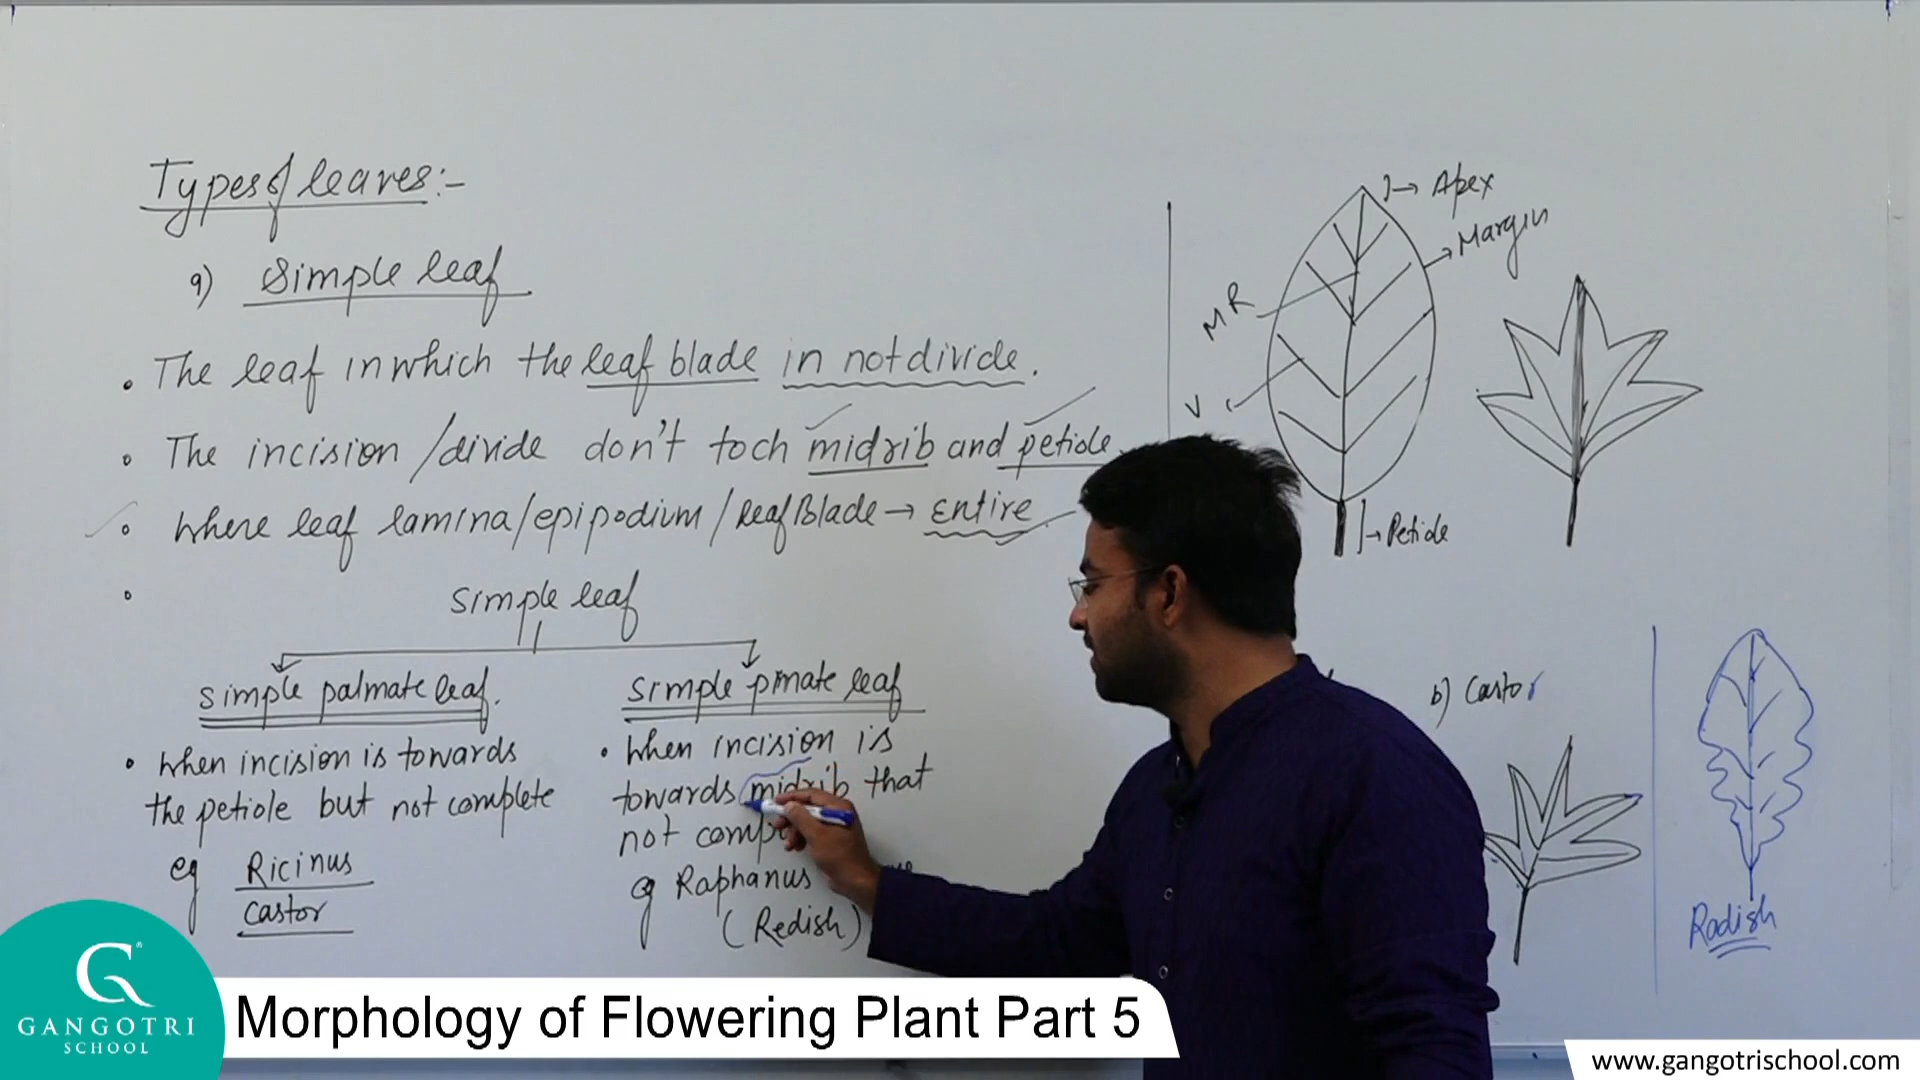 Types of leaves:-
a) Simple leaf
• The leaf in which the leaf blade in not divide.
• The incision /divide don't toch midrib and petiole.
• Where leaf lamina/epipodium/leaf Blade → Entire
Simple leaf
Simple palmate leaf.
• When incision is towards
the petiole but not complete
eg Ricinus
Castor
Simple pinate leaf
• When incision is
towards midrib that
not
eg Raphanus
(Redish)
→ Apex
→ Margin
MR
V
→ Petiole
b) Castor
Radish
GANGOTRI
SCHOOL
Morphology of Flowering Plant Part 5
www.gangotrischool.com